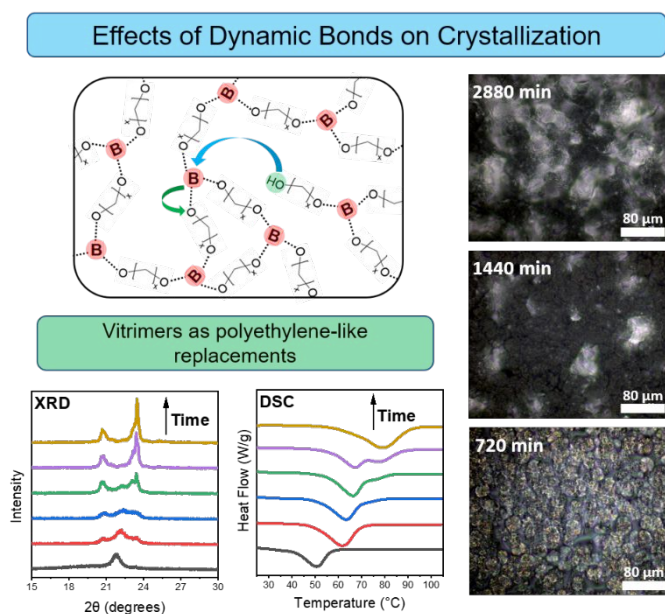 Effects of Dynamic Bonds on Crystallization
B
B
B
B
HO
B
B
B
B
Vitrimers as polyethylene-like
replacements
XRD
Time
Intensity
15 18 21 24 27 30
2θ (degrees)
DSC
Time
Heat Flow (W/g)
30 40 50 60 70 80 90 100
Temperature (°C)
2880 min
80 µm
1440 min
80 µm
720 min
80 µm